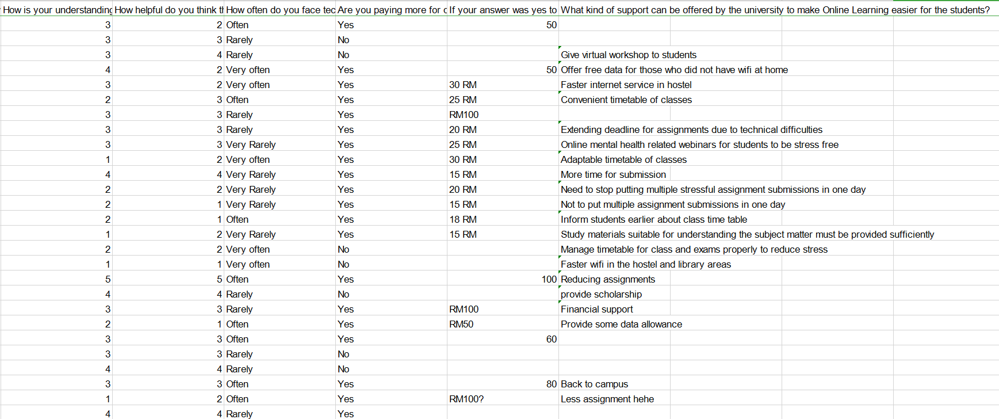 How is your understanding How helpful do you think How often do you face Are you paying more for If your answer was yes to What kind of support can be offered by the university to make Online Learning easier for the students?
3 2 Often Yes 50
3 3 Rarely No
3 4 Rarely No Give virtual workshop to students
4 2 Very often Yes 50 Offer free data for those who did not have wifi at home
3 2 Very often Yes 30 RM Faster internet service in hostel
2 3 Often Yes 25 RM Convenient timetable of classes
3 3 Rarely Yes RM100
3 3 Rarely Yes 20 RM Extending deadline for assignments due to technical difficulties
3 3 Very Rarely Yes 25 RM Online mental health related webinars for students to be stress free
1 2 Very often Yes 30 RM Adaptable timetable of classes
4 4 Very Rarely Yes 15 RM More time for submission
2 2 Very Rarely Yes 20 RM Need to stop putting multiple stressful assignment submissions in one day
2 1 Very Rarely Yes 15 RM Not to put multiple assignment submissions in one day
2 1 Often Yes 18 RM Inform students earlier about class time table
1 2 Very Rarely Yes 15 RM Study materials suitable for understanding the subject matter must be provided sufficiently
2 2 Very often No Manage timetable for class and exams properly to reduce stress
1 1 Very often No Faster wifi in the hostel and library areas
5 5 Often Yes 100 Reducing assignments
4 4 Rarely No provide scholarship
3 3 Rarely Yes RM100 Financial support
2 1 Often Yes RM50 Provide some data allowance
3 3 Often Yes 60
3 3 Rarely No
4 4 Rarely No
3 3 Often Yes 80 Back to campus
1 2 Often Yes RM100? Less assignment hehe
4 4 Rarely Yes